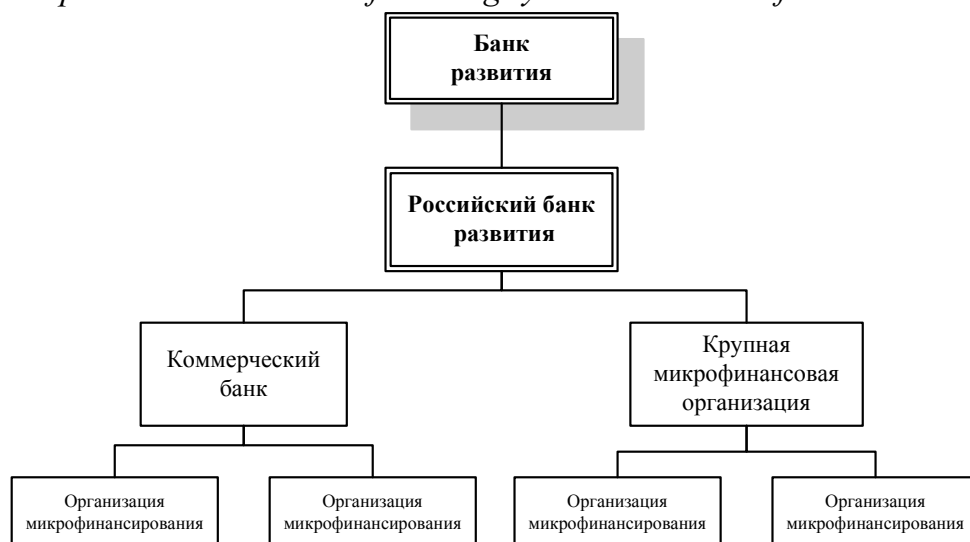 Банк
развития
Российский банк
развития
Коммерческий
банк
Крупная
микрофинансовая
организация
Организация
микрофинансирования
Организация
микрофинансирования
Организация
микрофинансирования
Организация
микрофинансирования